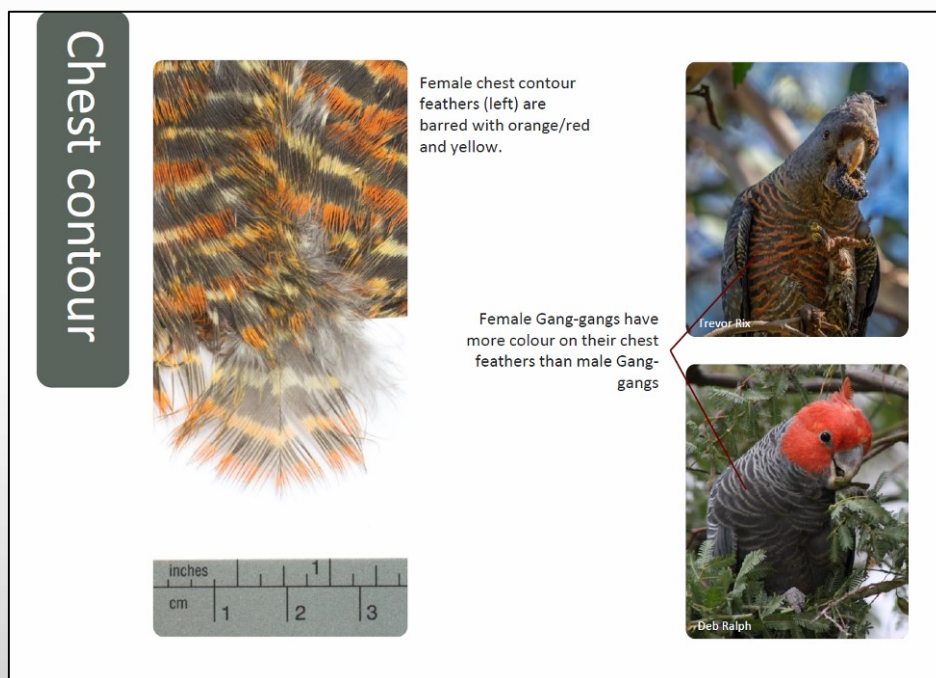 Chest contour
Female chest contour
feathers (left) are
barred with orange/red
and yellow.
Female Gang-gangs have
more colour on their chest
feathers than male Gang-
gangs
Trevor Rix
Deb Ralph
inches
1
cm
1
2
3